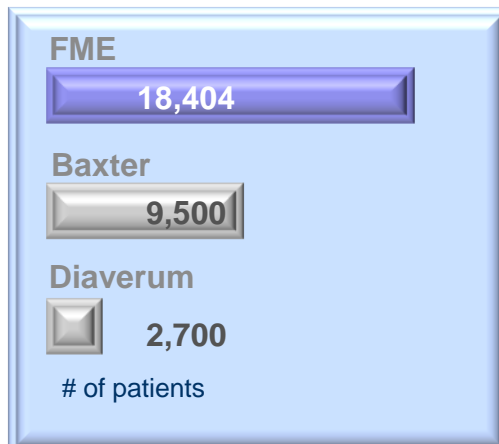 FME
18,404
Baxter
9,500
Diaverum
2,700
# of patients